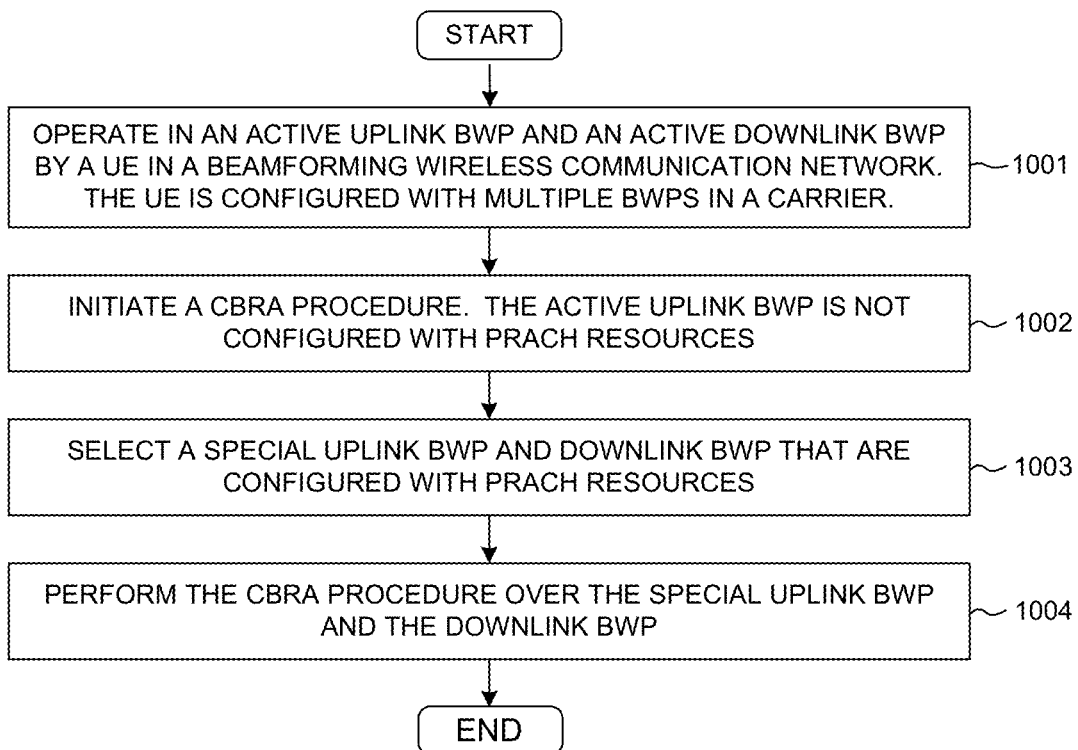 START
OPERATE IN AN ACTIVE UPLINK BWP AND AN ACTIVE DOWNLINK BWP
BY A UE IN A BEAMFORMING WIRELESS COMMUNICATION NETWORK.
THE UE IS CONFIGURED WITH MULTIPLE BWPS IN A CARRIER.
1001
INITIATE A CBRA PROCEDURE. THE ACTIVE UPLINK BWP IS NOT
CONFIGURED WITH PRACH RESOURCES
1002
SELECT A SPECIAL UPLINK BWP AND DOWNLINK BWP THAT ARE
CONFIGURED WITH PRACH RESOURCES
1003
PERFORM THE CBRA PROCEDURE OVER THE SPECIAL UPLINK BWP
AND THE DOWNLINK BWP
1004
END